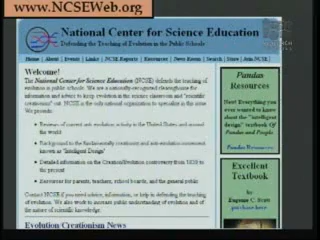 www.NCSEWeb.org
National Center for Science Education
Defending the Teaching of Evolution in the Public Schools
Home | About | Events | Links | NCSE Reports | Resources | News Room | Search | Store | Join NCSE!
Welcome!
The National Center for Science Education (NCSE) defends the teaching of
evolution in public schools. We are a nationally-recognized clearinghouse for
information and advice to keep evolution in the science classroom and "scientific
creationism" out. NCSE is the only national organization to specialize in this issue.
We provide:
Reviews of current anti-evolution activity in the United States and around
the world
Background to the fundamentally creationist and anti-evolution movement
known as "Intelligent Design"
Detailed information on the Creation/Evolution controversy from 1859 to
the present
Resources for parents, teachers, school boards, and the general public
Contact NCSE if you need advice, information, or help in defending the teaching
of evolution. We also work to increase public understanding of evolution and of
the nature of scientific knowledge.
Evolution Creationism News
Pandas
Resources
Now! Everything you
ever wanted to know
about the "intelligent
design" textbook Of
Pandas and People
Pandas Resources
Excellent
Textbook
by
Eugenie C. Scott
purchase here